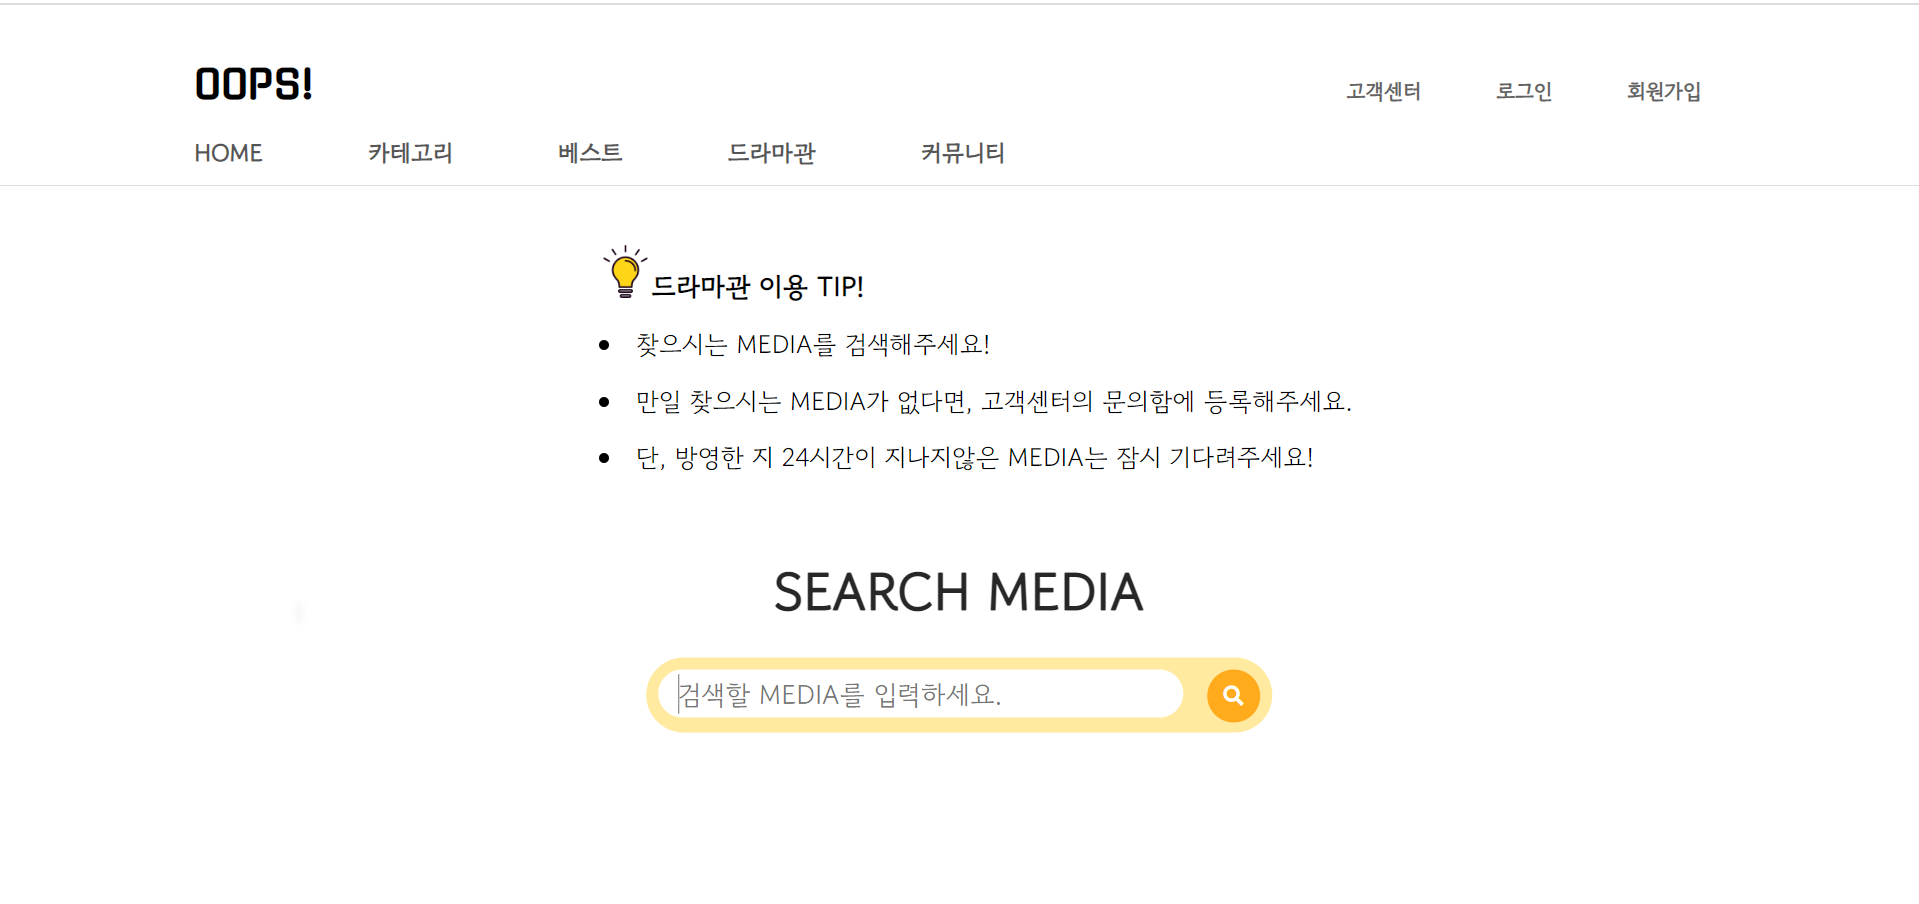 OOPS!
고객센터 로그인 회원가입
HOME 카테고리 베스트 드라마관 커뮤니티
드라마관 이용 TIP!
찾으시는 MEDIA를 검색해주세요!
만일 찾으시는 MEDIA가 없다면, 고객센터의 문의함에 등록해주세요.
단, 방영한 지 24시간이 지나지않은 MEDIA는 잠시 기다려주세요!
SEARCH MEDIA
검색할 MEDIA를 입력하세요.